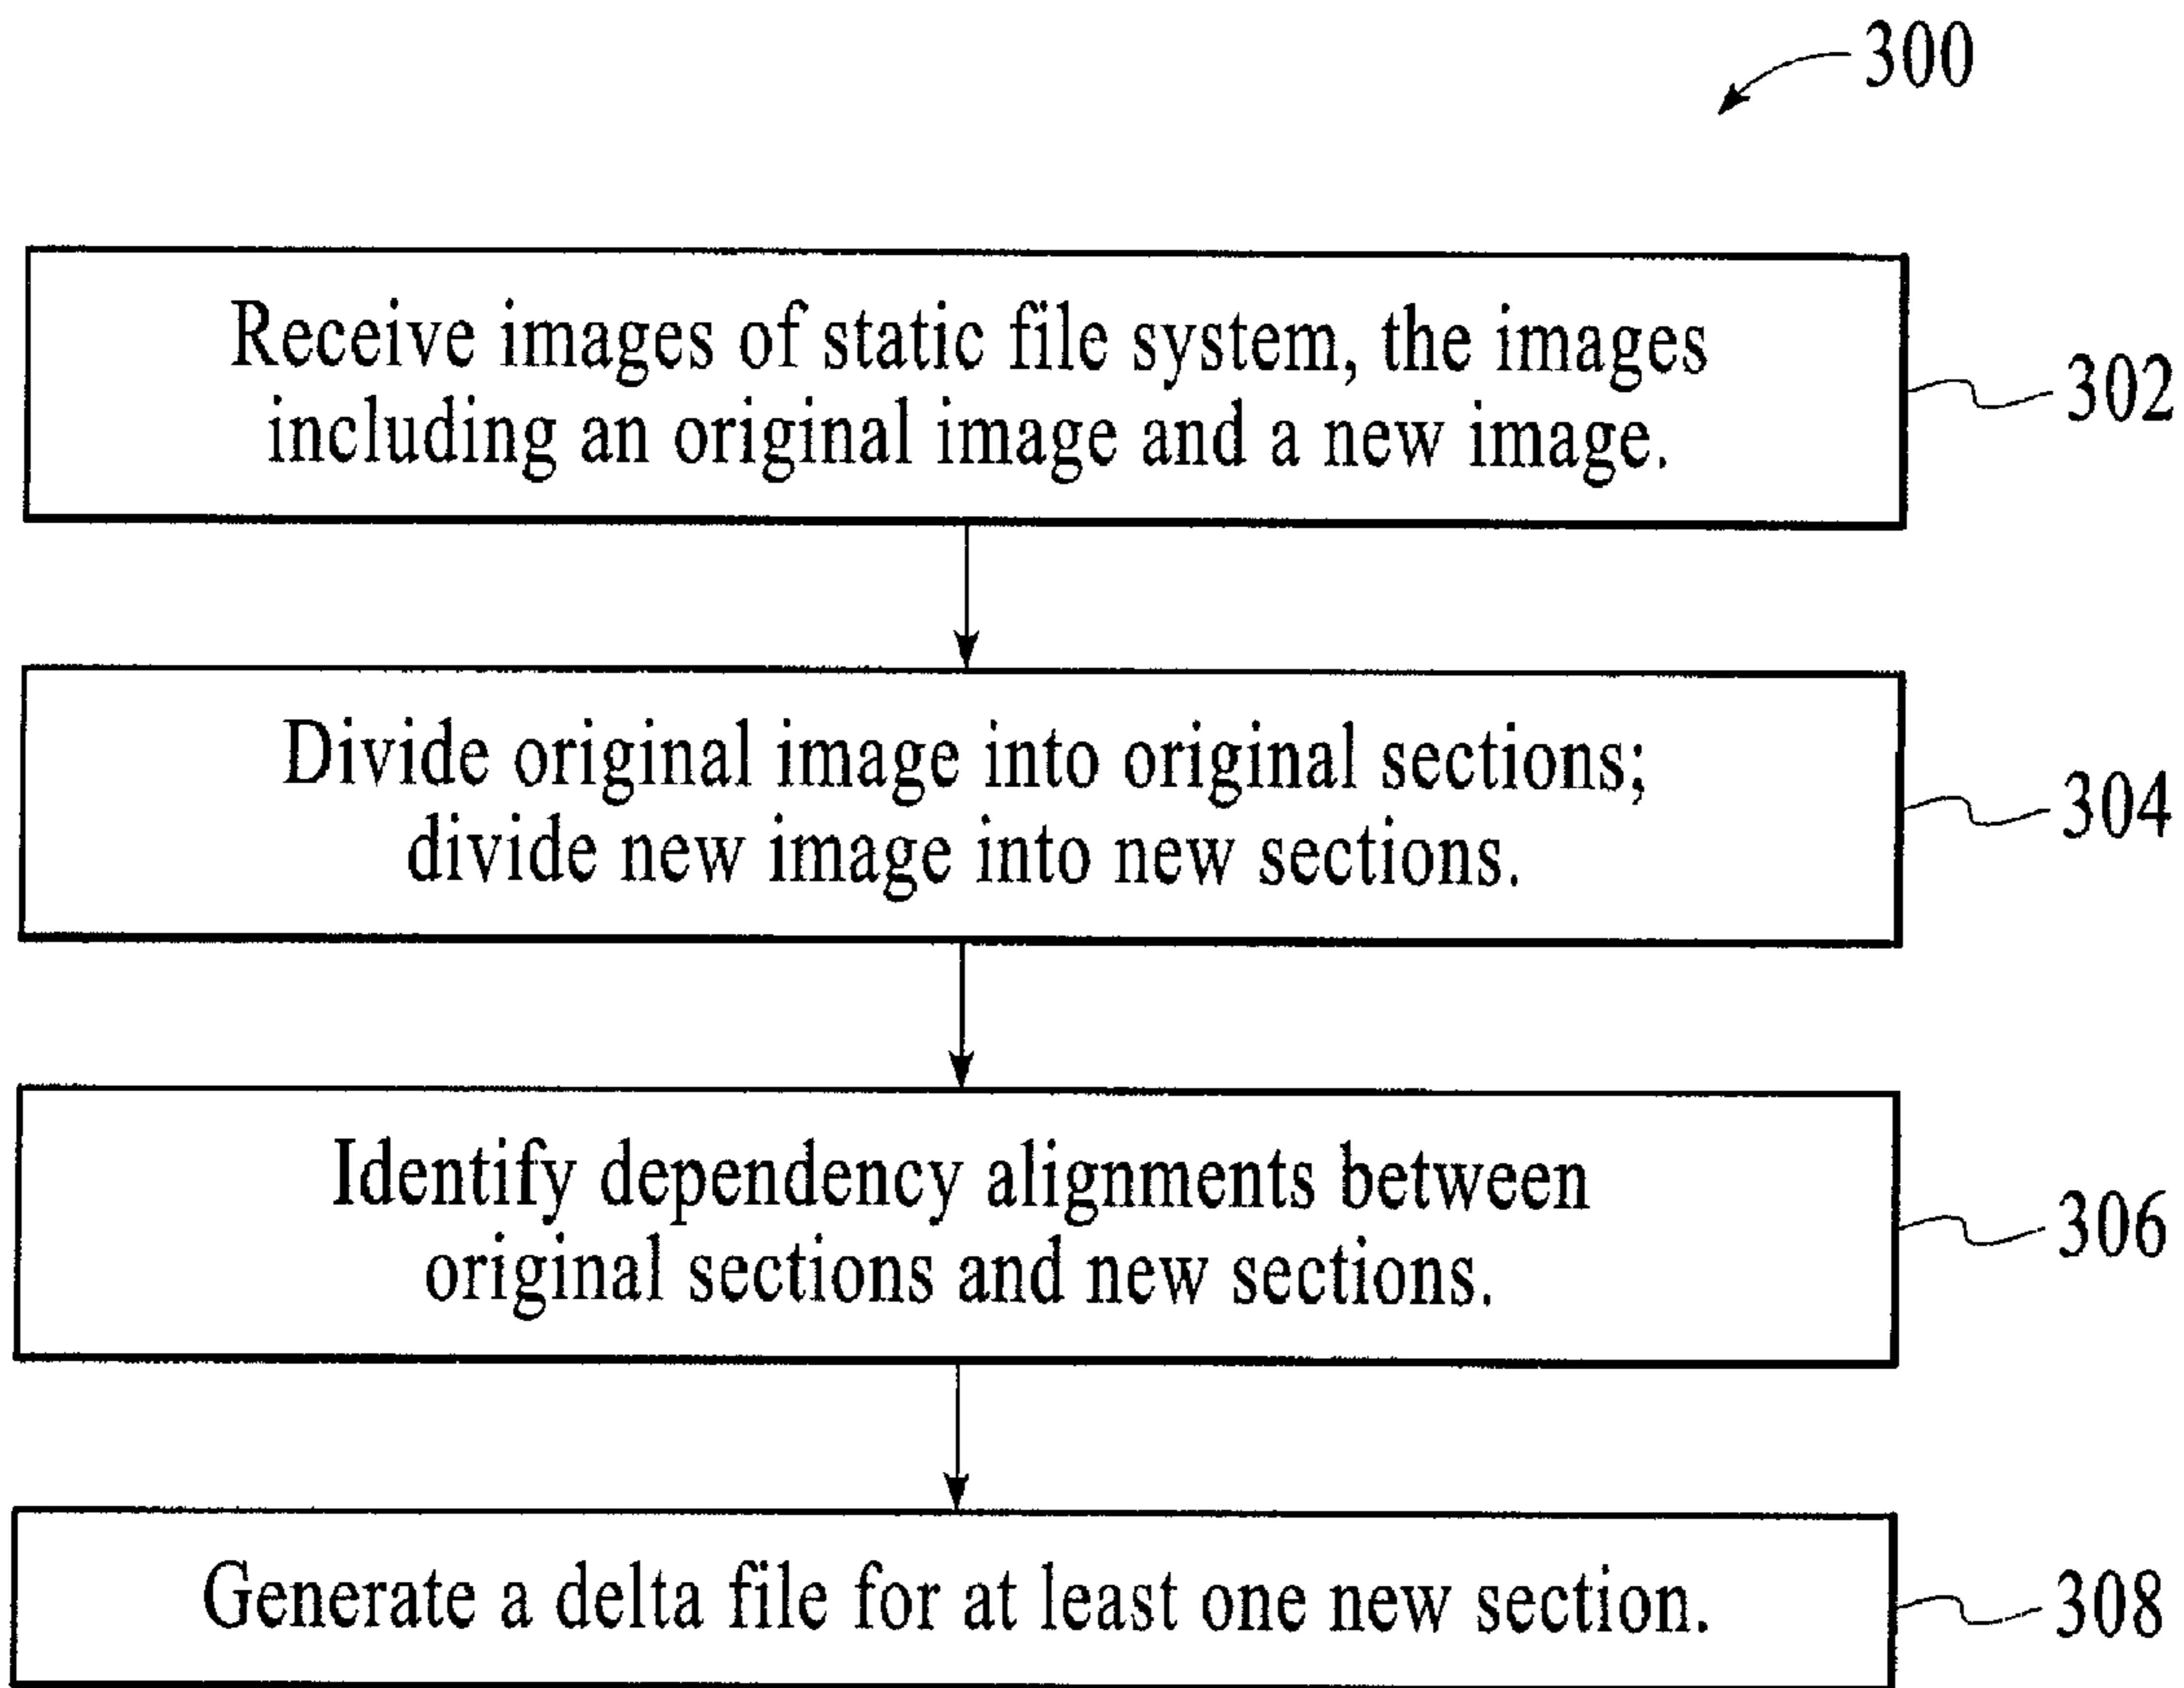 300
Receive images of static file system, the images
including an original image and a new image.
302
Divide original image into original sections;
divide new image into new sections.
304
Identify dependency alignments between
original sections and new sections.
306
Generate a delta file for at least one new section.
308